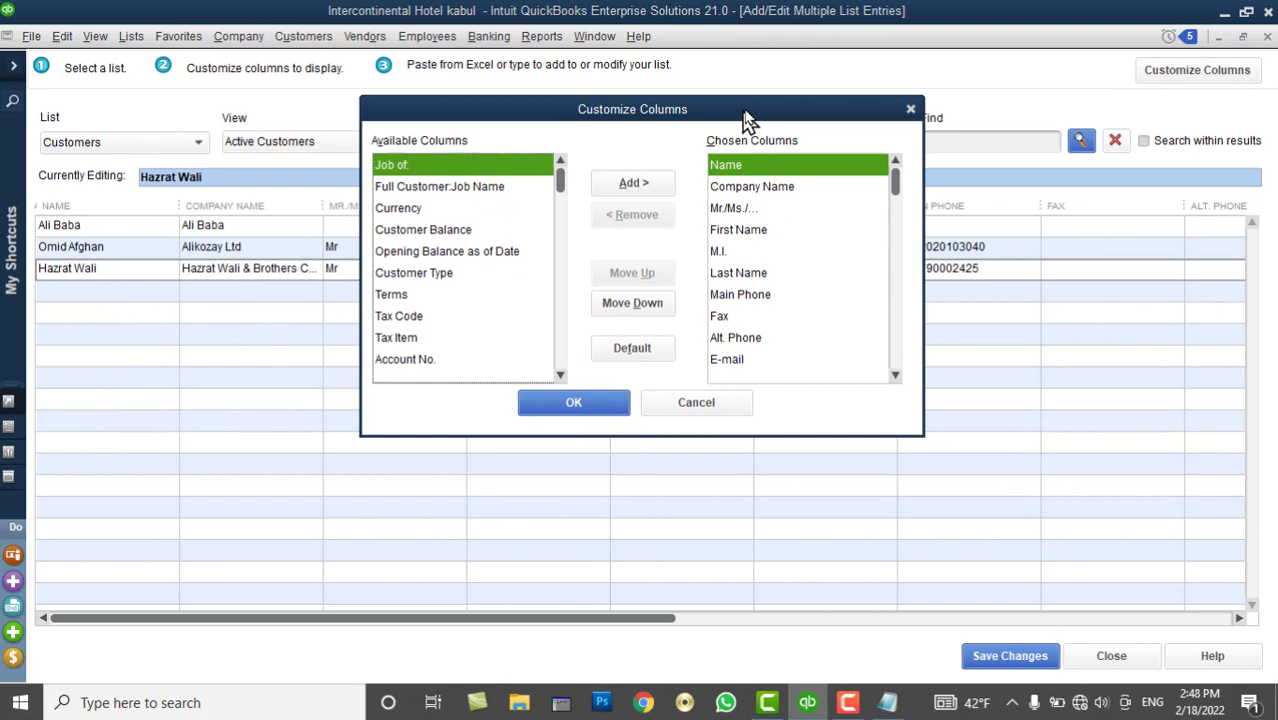 Intercontinental Hotel kabul - Intuit QuickBooks Enterprise Solutions 21.0 - [Add/Edit Multiple List Entries]
File Edit View Lists Favorites Company Customers Vendors Employees Banking Reports Window Help 5
1 Select a list. 2 Customize columns to display. 3 Paste from Excel or type to add to or modify your list. Customize Columns
List View Find
Customers Active Customers Search within results
Currently Editing: Hazrat Wali
NAME COMPANY NAME MR./M PHONE FAX ALT. PHONE
Ali Baba Ali Baba
Omid Afghan Alikozay Ltd Mr 020103040
Hazrat Wali Hazrat Wali & Brothers C... Mr 90002425
Customize Columns
Available Columns
Job of:
Full Customer:Job Name
Currency
Customer Balance
Opening Balance as of Date
Customer Type
Terms
Tax Code
Tax Item
Account No.
Add >
< Remove
Move Up
Move Down
Default
Chosen Columns
Name
Company Name
Mr./Ms./...
First Name
M.I.
Last Name
Main Phone
Fax
Alt. Phone
E-mail
OK Cancel
My Shortcuts
Do
Save Changes Close Help
Type here to search
Ps
qb
42°F
ENG
2:48 PM
2/18/2022
1